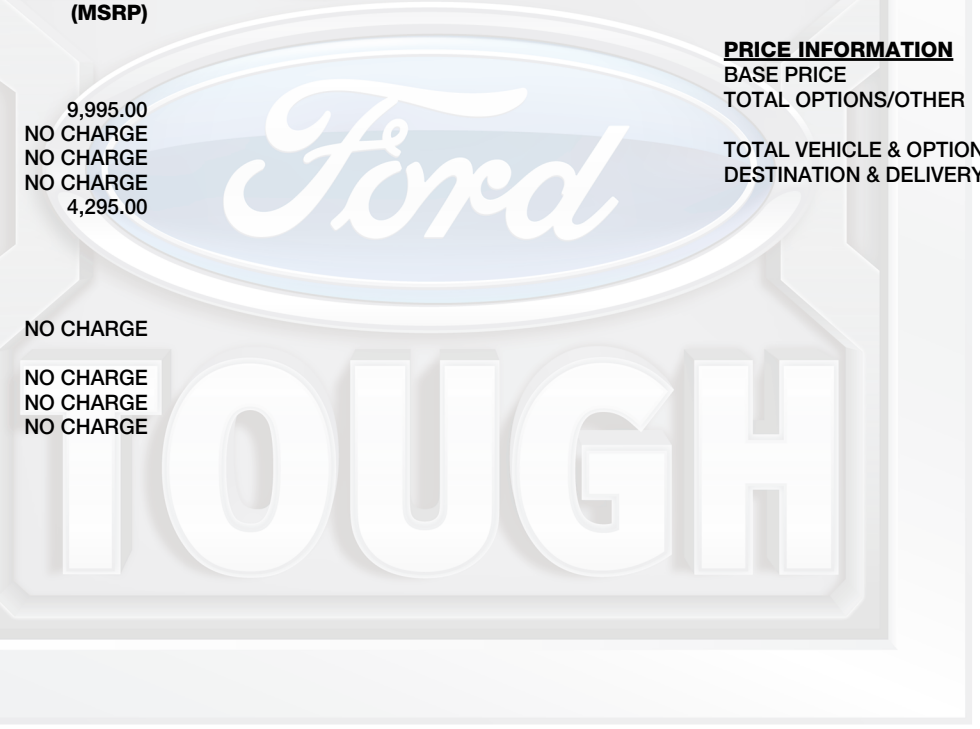 (MSRP)
9,995.00
NO CHARGE
NO CHARGE
NO CHARGE
4,295.00
NO CHARGE
NO CHARGE
NO CHARGE
NO CHARGE
PRICE INFORMATION
BASE PRICE
TOTAL OPTIONS/OTHER
TOTAL VEHICLE & OPTION
DESTINATION & DELIVERY
Ford
TOUGH